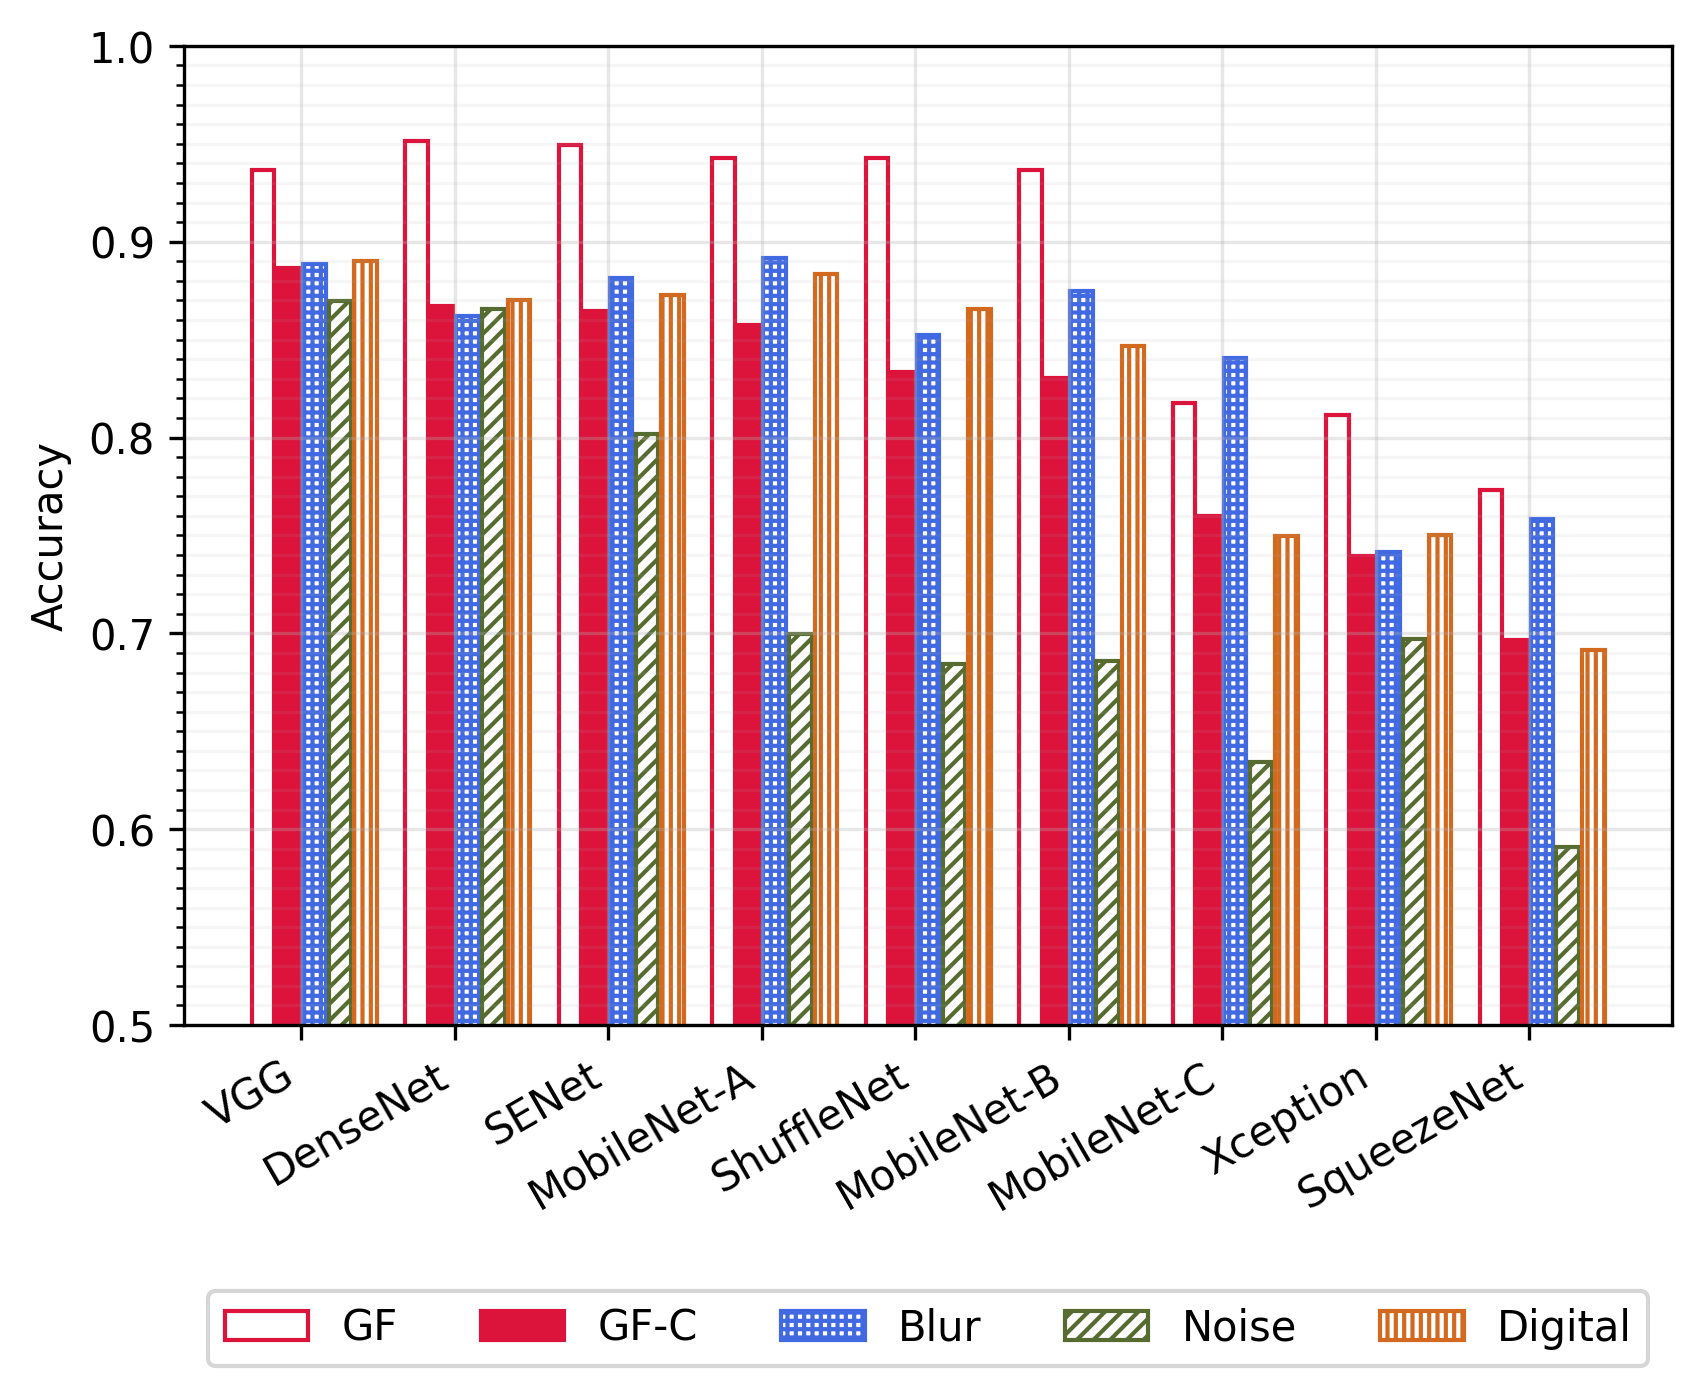 Accuracy
1.0
0.9
0.8
0.7
0.6
0.5
VGG
DenseNet
SENet
MobileNet-A
ShuffleNet
MobileNet-B
MobileNet-C
Xception
SqueezeNet
GF GF-C Blur Noise Digital